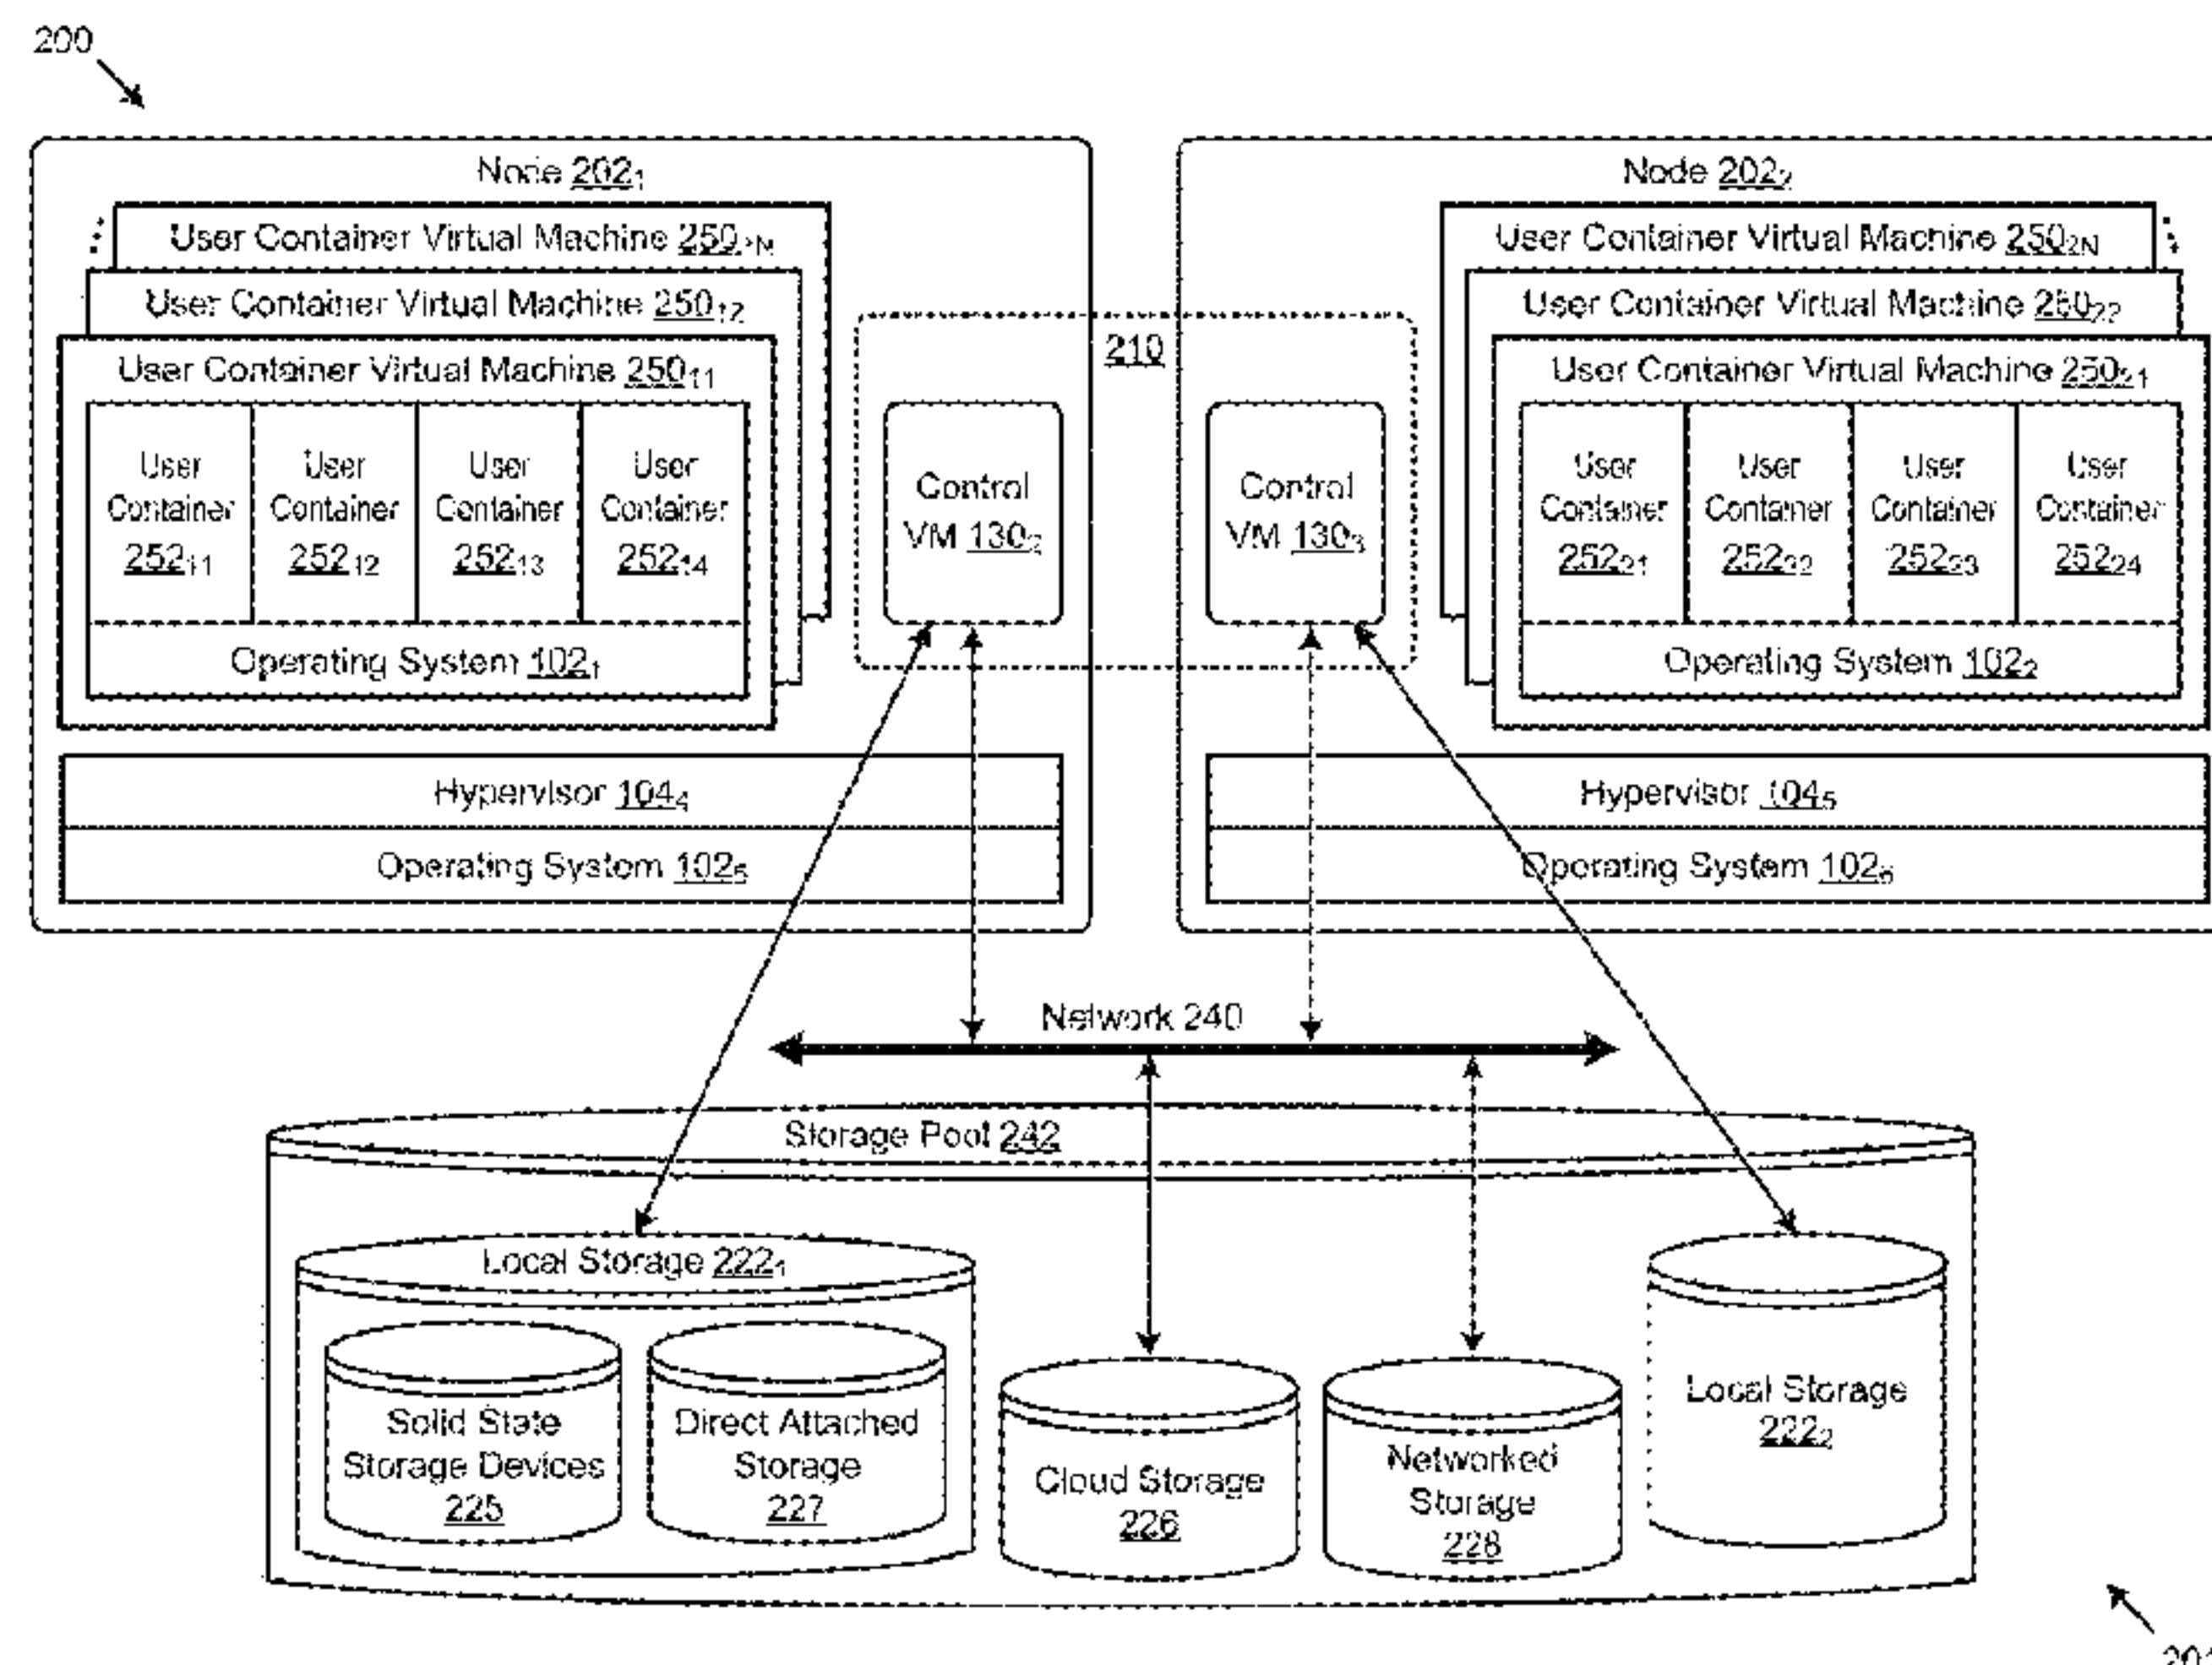 200
Node 202₁
User Container Virtual Machine 250₁N
User Container Virtual Machine 250₁₂
User Container Virtual Machine 250₁₁
User
Container
252₁₁
User
Container
252₁₂
User
Container
252₁₃
User
Container
252₁₄
Operating System 102₁
Control
VM 130₂
Hypervisor 104₄
Operating System 102₅
210
Node 202₂
User Container Virtual Machine 250₂N
User Container Virtual Machine 250₂₂
User Container Virtual Machine 250₂₁
Control
VM 130₃
User
Container
252₂₁
User
Container
252₂₂
User
Container
252₂₃
User
Container
252₂₄
Operating System 102₂
Hypervisor 104₅
Operating System 102₆
Network 240
Storage Pool 242
Local Storage 222₁
Solid State
Storage Devices
225
Direct Attached
Storage
227
Cloud Storage
226
Networked
Storage
228
Local Storage
222₂